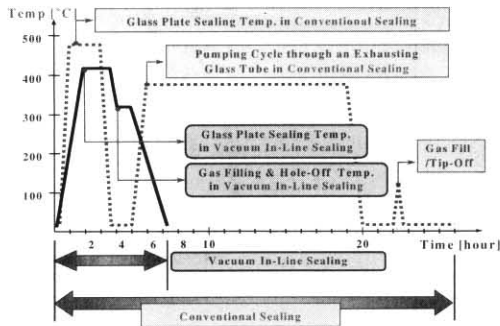 Temp [°C]
Glass Plate Sealing Temp. in Conventional Sealing
500
Pumping Cycle through an Exhausting
Glass Tube in Conventional Sealing
400
300
200
100
Glass Plate Sealing Temp.
in Vacuum In-Line Sealing
Gas Filling & Hole-Off Temp.
in Vacuum In-Line Sealing
Gas Fill
/Tip-Off
2 4 6 8 10 20 Time [hour]
Vacuum In-Line Sealing
Conventional Sealing